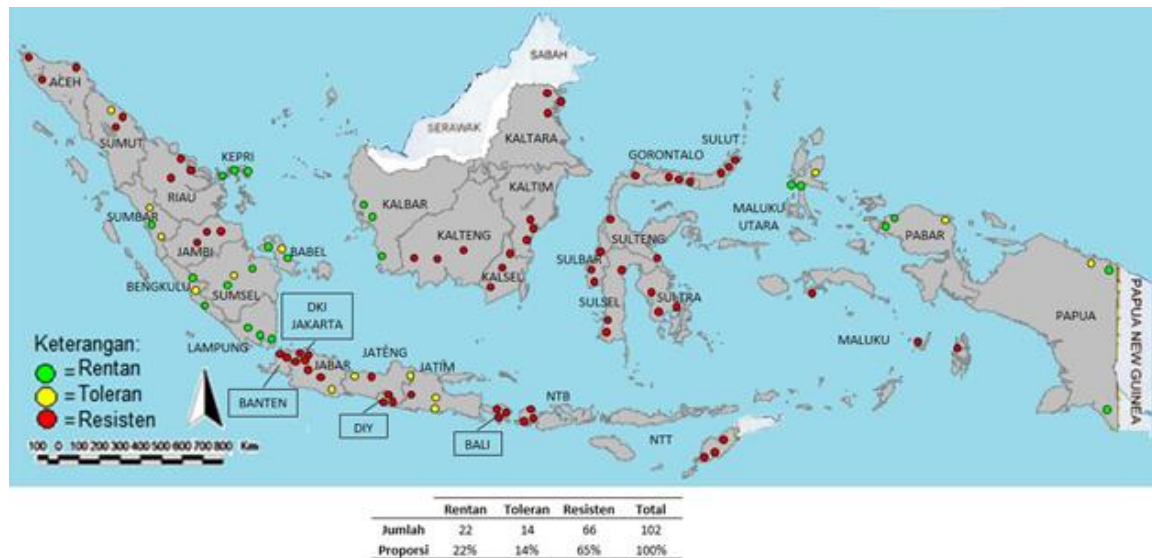 SABAH
ACEH
SERAWAK
SUMUT
KALTARA
SULUT
KEPRI
GORONTALO
RIAU
KALTIM
SUMBAR
KALBAR
MALUKU
UTARA
PABAR
JAMBI
KALTENG
SULTENG
BABEL
SULBAR
BENGKULU
SUMSEL
KALSEL
DKI
JAKARTA
SULSEL
SULTRA
PAPUA
PAPUA NEW GUINEA
Keterangan:
LAMPUNG
MALUKU
= Rentan
JATENG
JABAR
JATIM
= Toleran
BANTEN
NTB
= Resisten
DIY
BALI
NTT
100 0 100 200 300 400 500 600 700 800 Km
Rentan Toleran Resisten Total
Jumlah 22 14 66 102
Proporsi 22% 14% 65% 100%